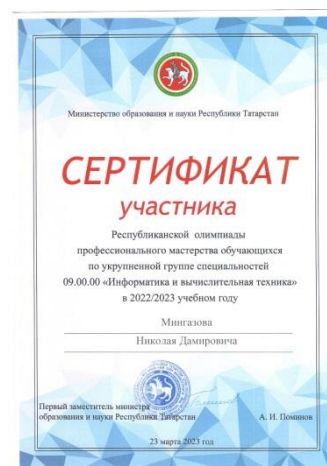 Министерство образования и науки Республики Татарстан
СЕРТИФИКАТ
участника
Республиканской олимпиады
профессионального мастерства обучающихся
по укрупненной группе специальностей
09.00.00 «Информатика и вычислительная техника»
в 2022/2023 учебном году
Мингазова
Николая Дамировича
Первый заместитель министра
образования и науки Республики Татарстан
А. И. Поминов
23 марта 2023 год